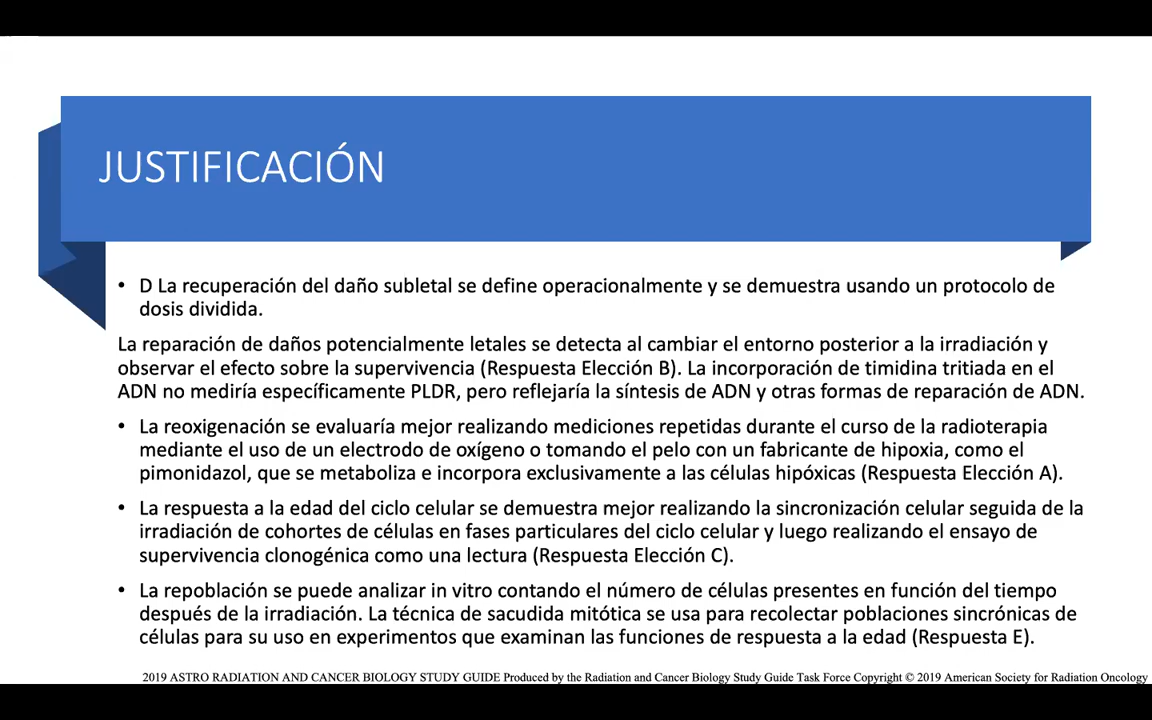 JUSTIFICACIÓN
• D La recuperación del daño subletal se define operacionalmente y se demuestra usando un protocolo de
dosis dividida.
La reparación de daños potencialmente letales se detecta al cambiar el entorno posterior a la irradiación y
observar el efecto sobre la supervivencia (Respuesta Elección B). La incorporación de timidina tritiada en el
ADN no mediría específicamente PLDR, pero reflejaría la síntesis de ADN y otras formas de reparación de ADN.
• La reoxigenación se evaluaría mejor realizando mediciones repetidas durante el curso de la radioterapia
mediante el uso de un electrodo de oxígeno o tomando el pelo con un fabricante de hipoxia, como el
pimonidazol, que se metaboliza e incorpora exclusivamente a las células hipóxicas (Respuesta Elección A).
• La respuesta a la edad del ciclo celular se demuestra mejor realizando la sincronización celular seguida de la
irradiación de cohortes de células en fases particulares del ciclo celular y luego realizando el ensayo de
supervivencia clonogénica como una lectura (Respuesta Elección C).
• La repoblación se puede analizar in vitro contando el número de células presentes en función del tiempo
después de la irradiación. La técnica de sacudida mitótica se usa para recolectar poblaciones sincrónicas de
células para su uso en experimentos que examinan las funciones de respuesta a la edad (Respuesta E).
2019 ASTRO RADIATION AND CANCER BIOLOGY STUDY GUIDE Produced by the Radiation and Cancer Biology Study Guide Task Force Copyright © 2019 American Society for Radiation Oncology